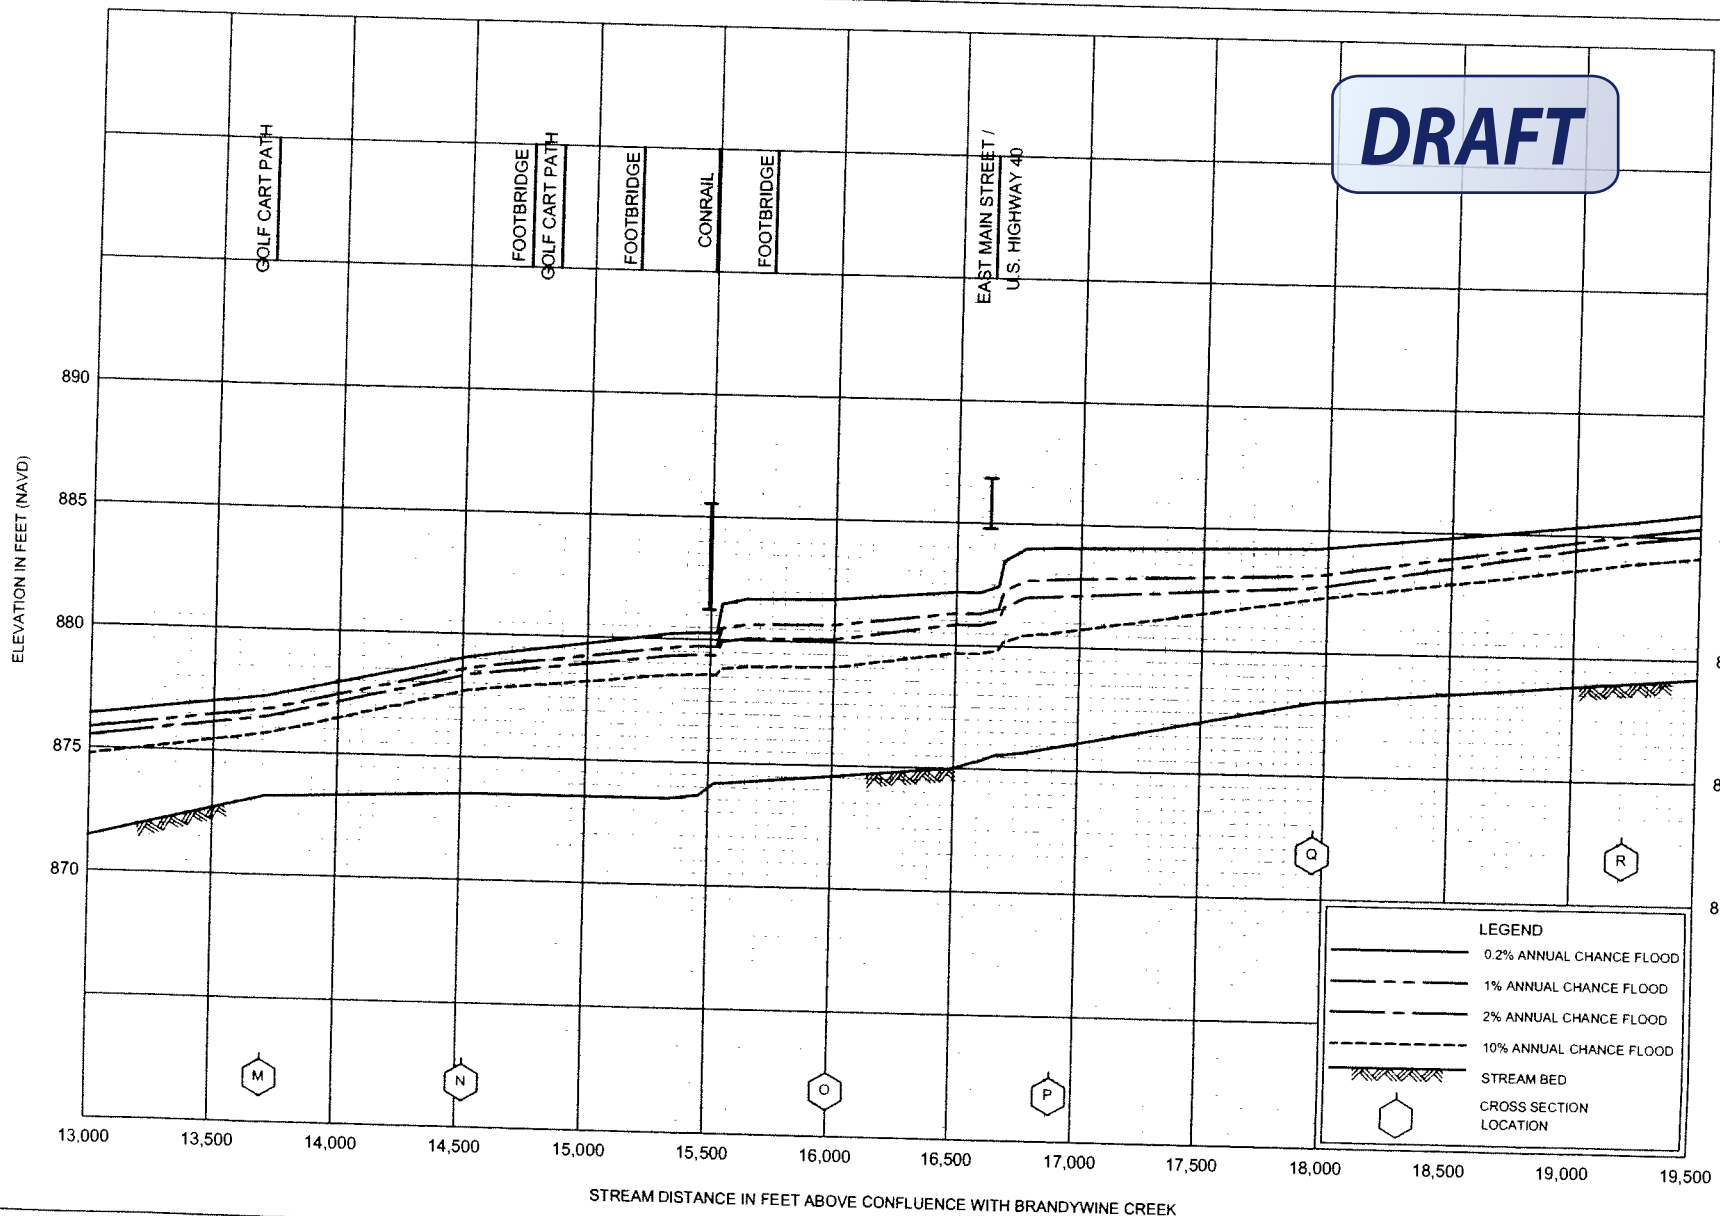 DRAFT
GOLF CART PATH
FOOTBRIDGE
GOLF CART PATH
FOOTBRIDGE
CONRAIL
FOOTBRIDGE
EAST MAIN STREET /
U.S. HIGHWAY 40
ELEVATION IN FEET (NAVD)
890
885
880
875
870
8
8
8
M
N
O
P
Q
R
LEGEND
0.2% ANNUAL CHANCE FLOOD
1% ANNUAL CHANCE FLOOD
2% ANNUAL CHANCE FLOOD
10% ANNUAL CHANCE FLOOD
STREAM BED
CROSS SECTION
LOCATION
13,000
13,500
14,000
14,500
15,000
15,500
16,000
16,500
17,000
17,500
18,000
18,500
19,000
19,500
STREAM DISTANCE IN FEET ABOVE CONFLUENCE WITH BRANDYWINE CREEK